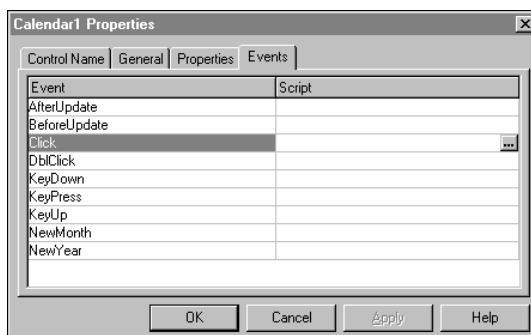 Calendar1 Properties
Control Name General Properties Events
Event Script
AfterUpdate
BeforeUpdate
Click ...
DblClick
KeyDown
KeyPress
KeyUp
NewMonth
NewYear
OK Cancel Apply Help